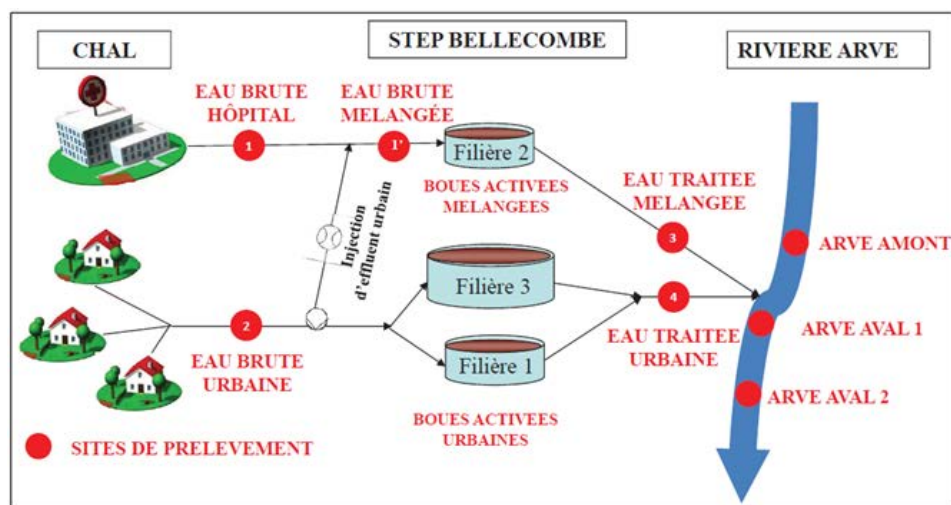 CHAL
STEP BELLECOMBE
RIVIERE ARVE
EAU BRUTE
HÔPITAL
EAU BRUTE
MELANGÉE
1
1'
Filière 2
BOUES ACTIVEES
MELANGEES
EAU TRAITEE
MELANGEE
3
Injection
d'effluent urbain
ARVE AMONT
Filière 3
2
4
EAU BRUTE
URBAINE
EAU TRAITEE
URBAINE
ARVE AVAL 1
Filière 1
ARVE AVAL 2
BOUES ACTIVEES
URBAINES
SITES DE PRELEVEMENT